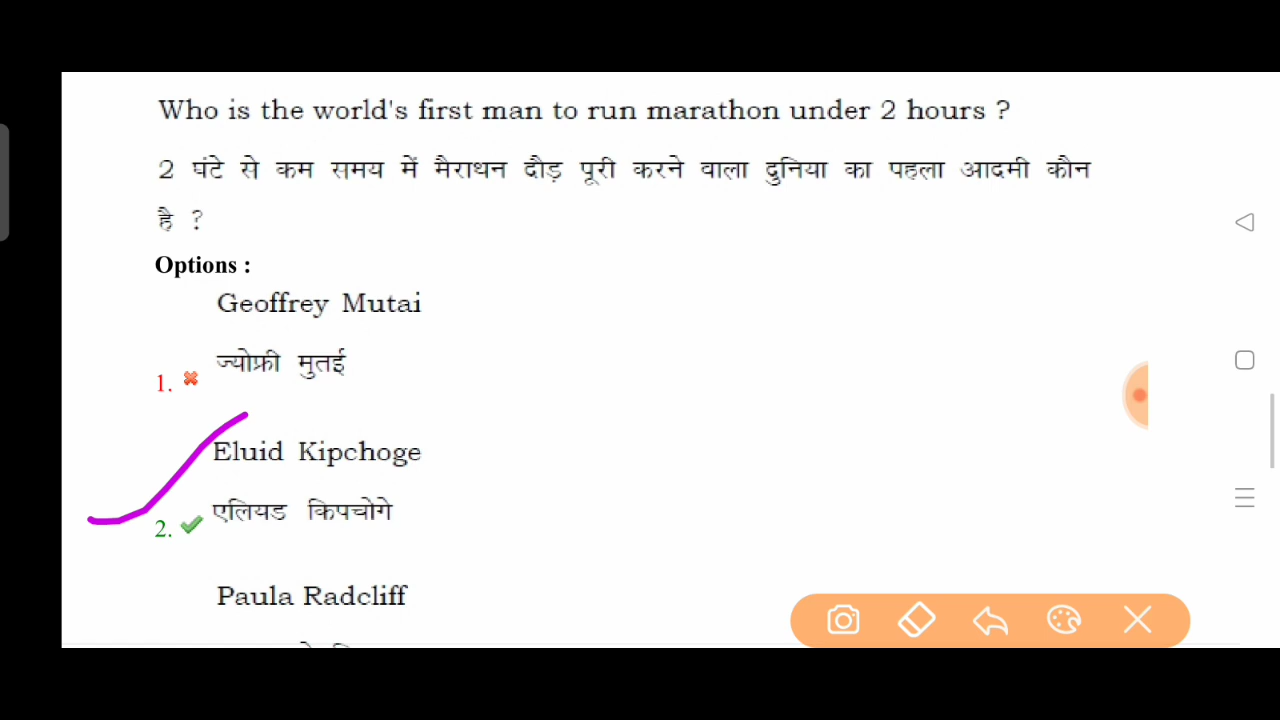 Who is the world's first man to run marathon under 2 hours ?
2 घंटे से कम समय में मैराथन दौड़ पूरी करने वाला दुनिया का पहला आदमी कौन
है ?
Options :
Geoffrey Mutai
ज्योफ्री मुतई
1.
Eluid Kipchoge
एलियड किपचोगे
2.
Paula Radcliff